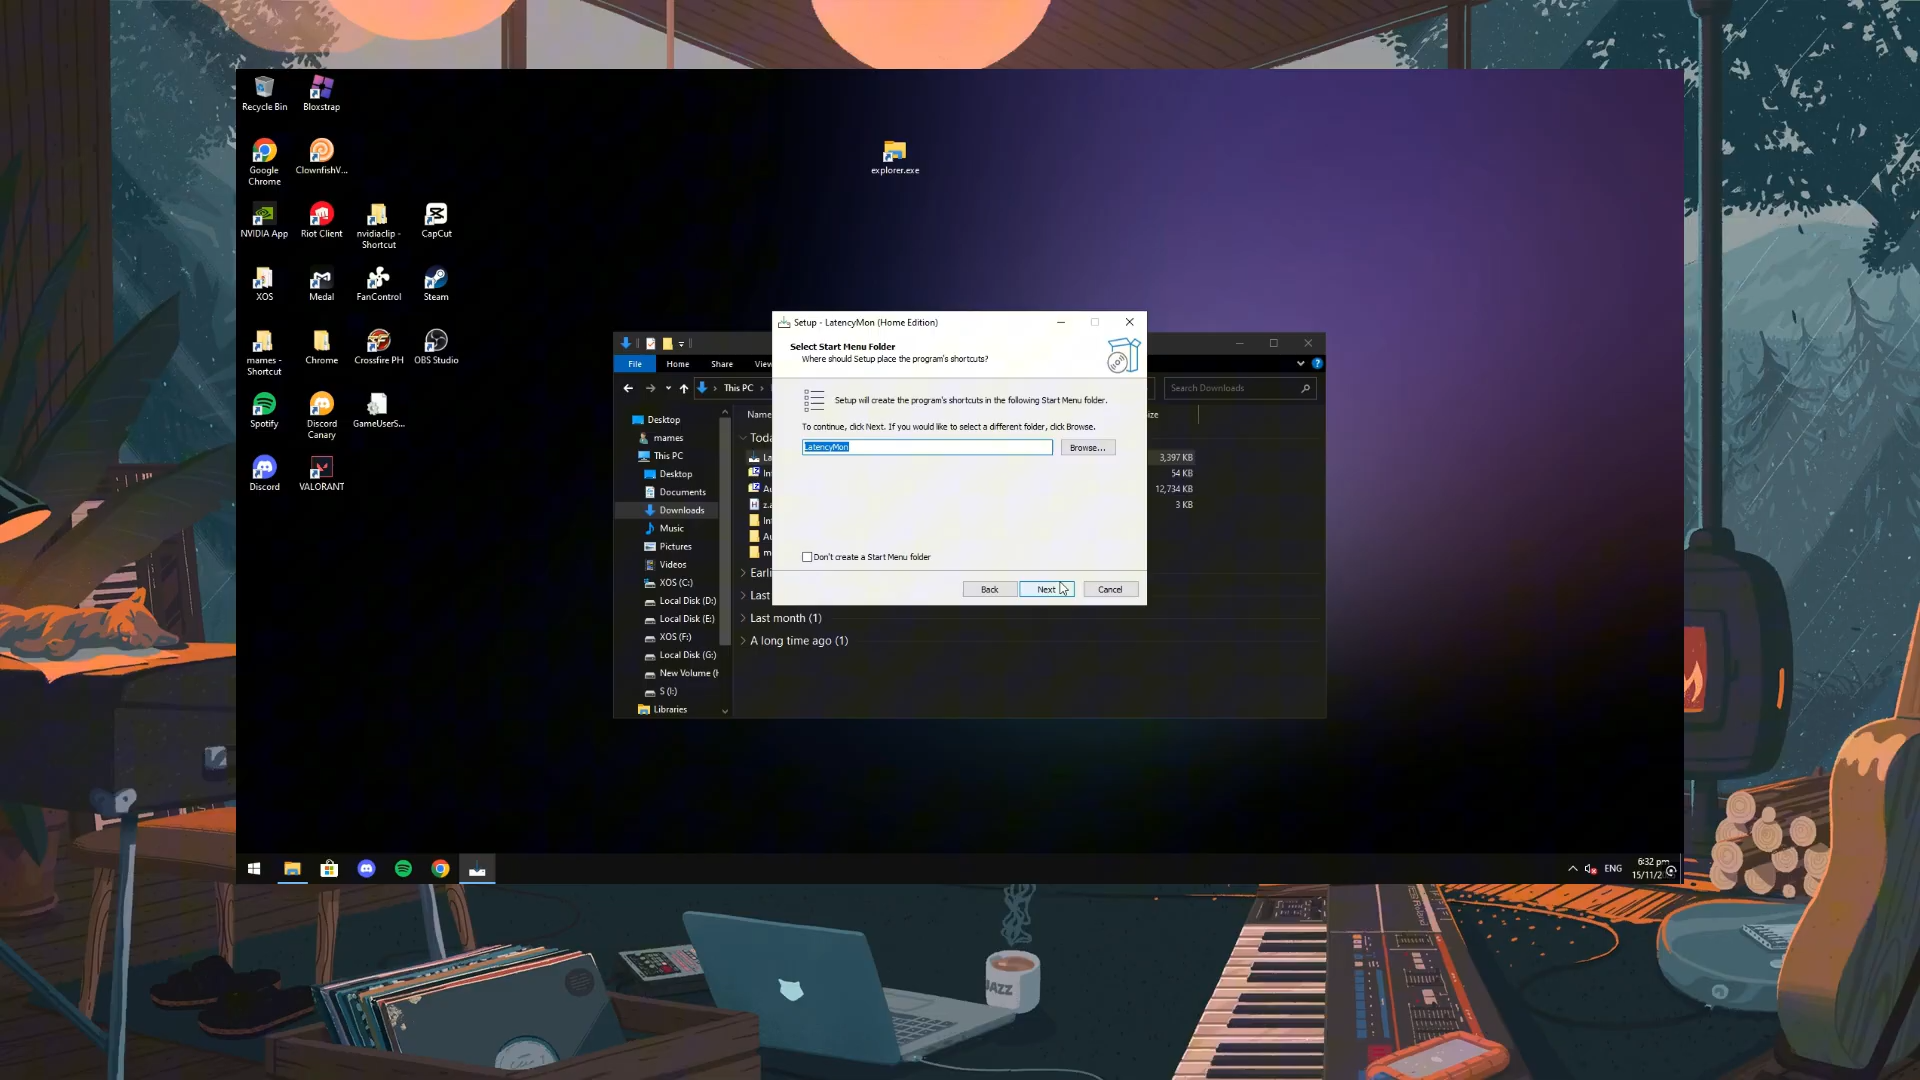 Recycle Bin
Bloxstrap
explorer.exe
Google Chrome
ClownfishV...
NVIDIA App
Riot Client
nvidiaclip - Shortcut
CapCut
XOS
Medal
FanControl
Steam
mames - Shortcut
Chrome
Crossfire PH
OBS Studio
Spotify
Discord Canary
GameUserS...
Discord
VALORANT
Setup - LatencyMon (Home Edition)
Select Start Menu Folder
Where should Setup place the program's shortcuts?
Setup will create the program's shortcuts in the following Start Menu folder.
To continue, click Next. If you would like to select a different folder, click Browse.
LatencyMon
Browse...
Don't create a Start Menu folder
Back
Next
Cancel
File
Home
Share
View
This PC
Search Downloads
Name
Desktop
mames
This PC
Desktop
Documents
Downloads
Music
Pictures
Videos
XOS (C:)
Local Disk (D:)
Local Disk (E:)
XOS (F:)
Local Disk (G:)
New Volume (H
S (I:)
Libraries
3,397 KB
54 KB
12,734 KB
3 KB
Last
Last month (1)
A long time ago (1)
ENG
6:32 pm
15/11/2
JAZZ
Roland